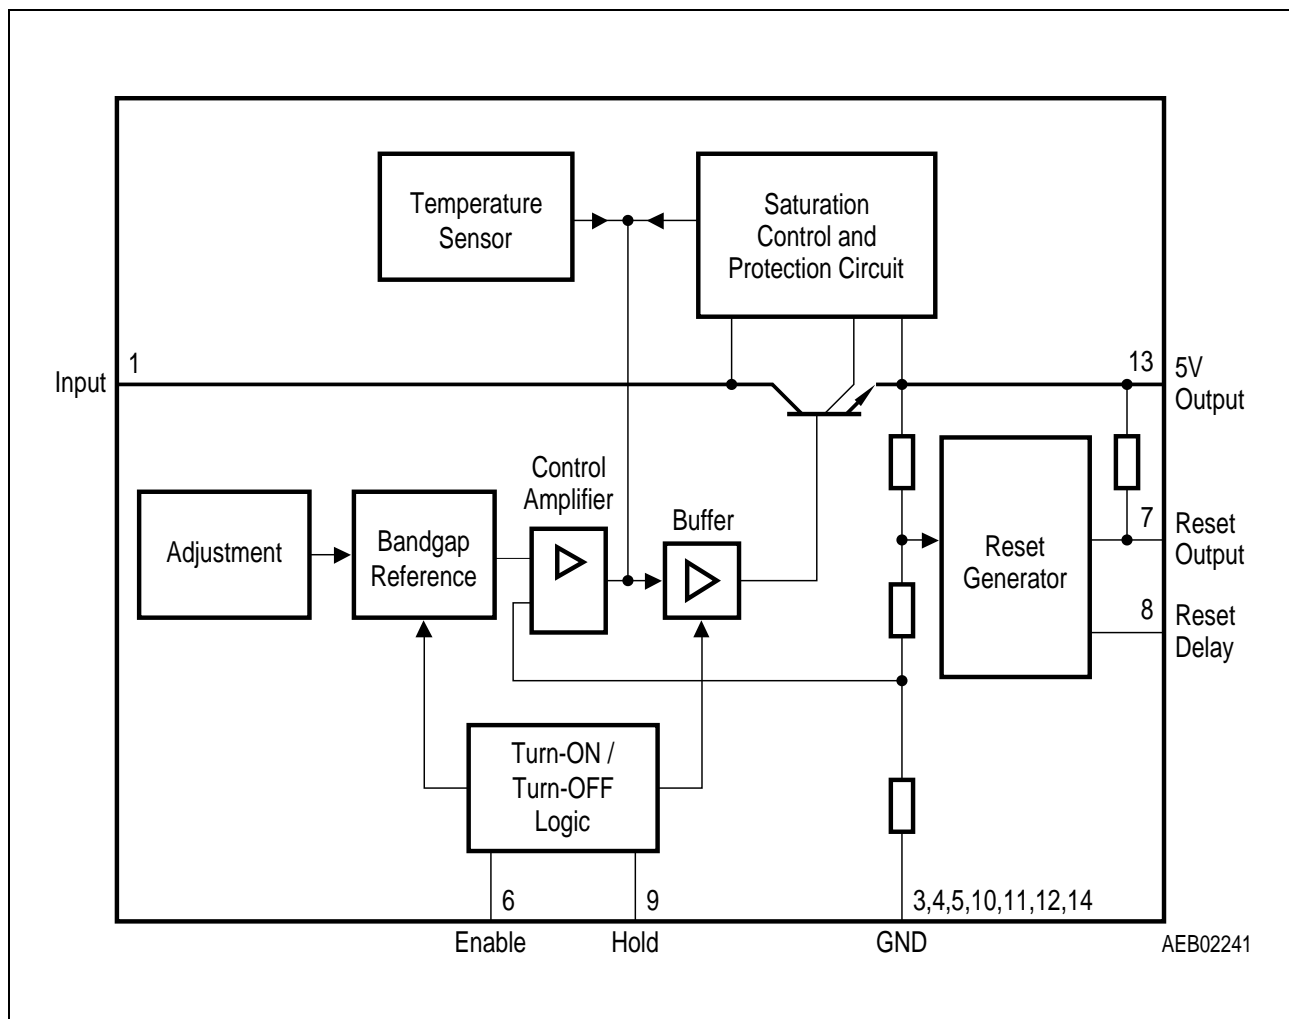 Temperature
Sensor
Saturation
Control and
Protection Circuit
Input
1
13
5V
Output
Control
Amplifier
Buffer
Adjustment
Bandgap
Reference
Reset
Generator
7
Reset
Output
8
Reset
Delay
Turn-ON /
Turn-OFF
Logic
6
9
3,4,5,10,11,12,14
Enable
Hold
GND
AEB02241